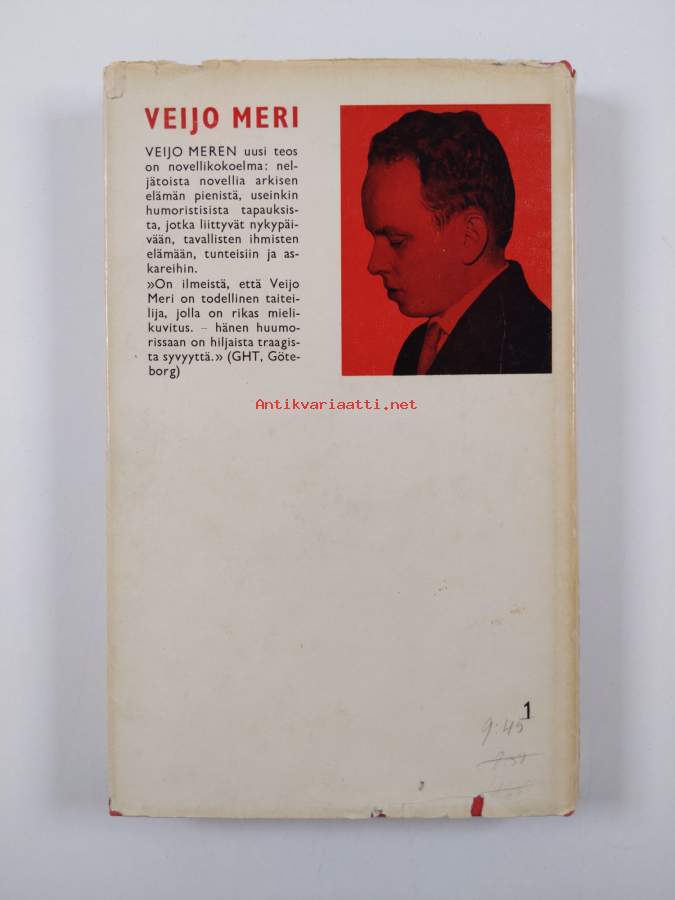 VEIJO MERI
VEIJO MEREN uusi teos
on novellikokoelma: nel-
jätoista novellia arkisen
elämän pienistä, useinkin
humoristisista tapauksis-
ta, jotka liittyvät nykypäi-
vään, tavallisten ihmisten
elämään, tunteisiin ja as-
kareihin.
»On ilmeistä, että Veijo
Meri on todellinen taitei-
lija, jolla on rikas mieli-
kuvitus. – hänen huumo-
rissaan on hiljaista traagis-
ta syvyyttä.» (GHT, Göte-
borg)
Antikvariaatti.net
1
9:45